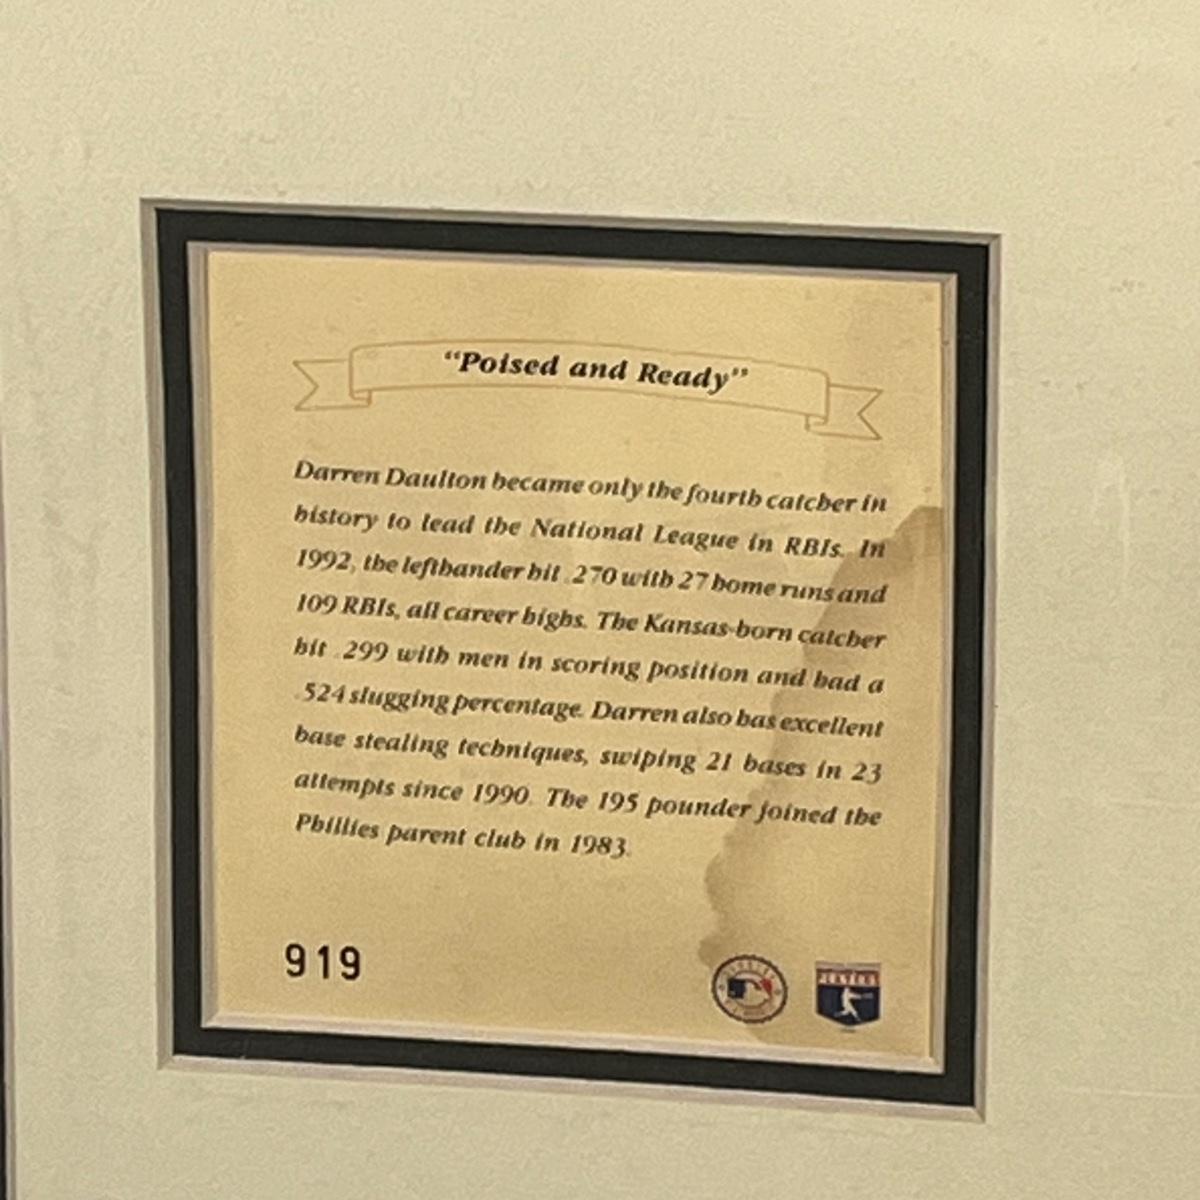 “Poised and Ready”
Darren Daulton became only the fourth catcher in
history to lead the National League in RBIs. In
1992, the lefthander hit .270 with 27 home runs and
109 RBIs, all career highs. The Kansas-born catcher
hit .299 with men in scoring position and had a
.524 slugging percentage. Darren also has excellent
base stealing techniques, swiping 21 bases in 23
attempts since 1990. The 195 pounder joined the
Phillies parent club in 1983.
919
PLAYERS